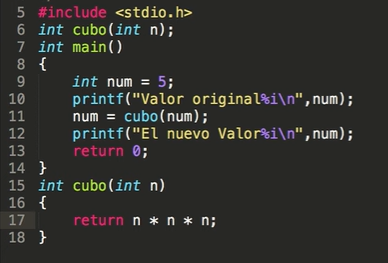 5 #include <stdio.h>
6 int cubo(int n);
7 int main()
8 {
9     int num = 5;
10     printf("Valor original%i\n",num);
11     num = cubo(num);
12     printf("El nuevo Valor%i\n",num);
13     return 0;
14 }
15 int cubo(int n)
16 {
17     return n * n * n;
18 }